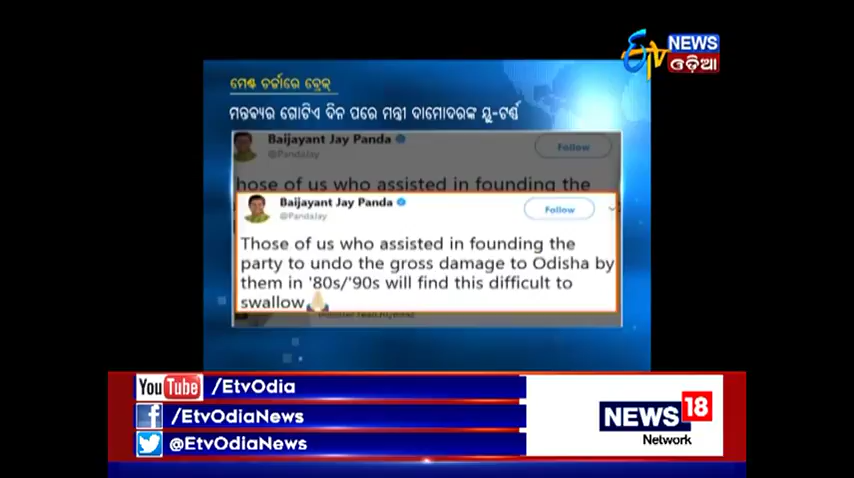 ETV NEWS
ଓଡ଼ିଆ
ମେଣ୍ଟ ଚର୍ଚ୍ଚାରେ ବ୍ରେକ୍
ମନ୍ତବ୍ୟର ଗୋଟିଏ ଦିନ ପରେ ମନ୍ତ୍ରୀ ଦାମୋଦରଙ୍କ ୟୁ-ଟର୍ଣ୍ଣ
Baijayant Jay Panda
@PandaJay
Follow
hose of us who assisted in founding the
Baijayant Jay Panda
@PandaJay
Follow
Those of us who assisted in founding the
party to undo the gross damage to Odisha by
them in '80s/'90s will find this difficult to
swallow🙏
YouTube /EtvOdia
f /EtvOdiaNews
@EtvOdiaNews
NEWS 18
Network